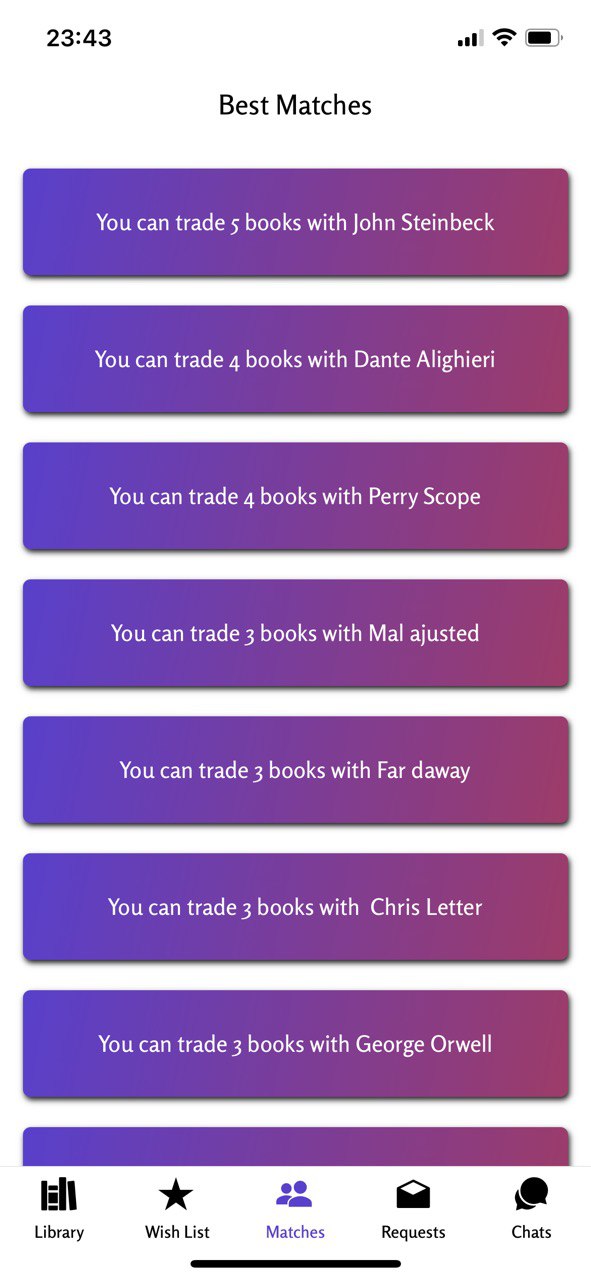 23:43
Best Matches
You can trade 5 books with John Steinbeck
You can trade 4 books with Dante Alighieri
You can trade 4 books with Perry Scope
You can trade 3 books with Mal ajusted
You can trade 3 books with Far daway
You can trade 3 books with  Chris Letter
You can trade 3 books with George Orwell
Library
Wish List
Matches
Requests
Chats